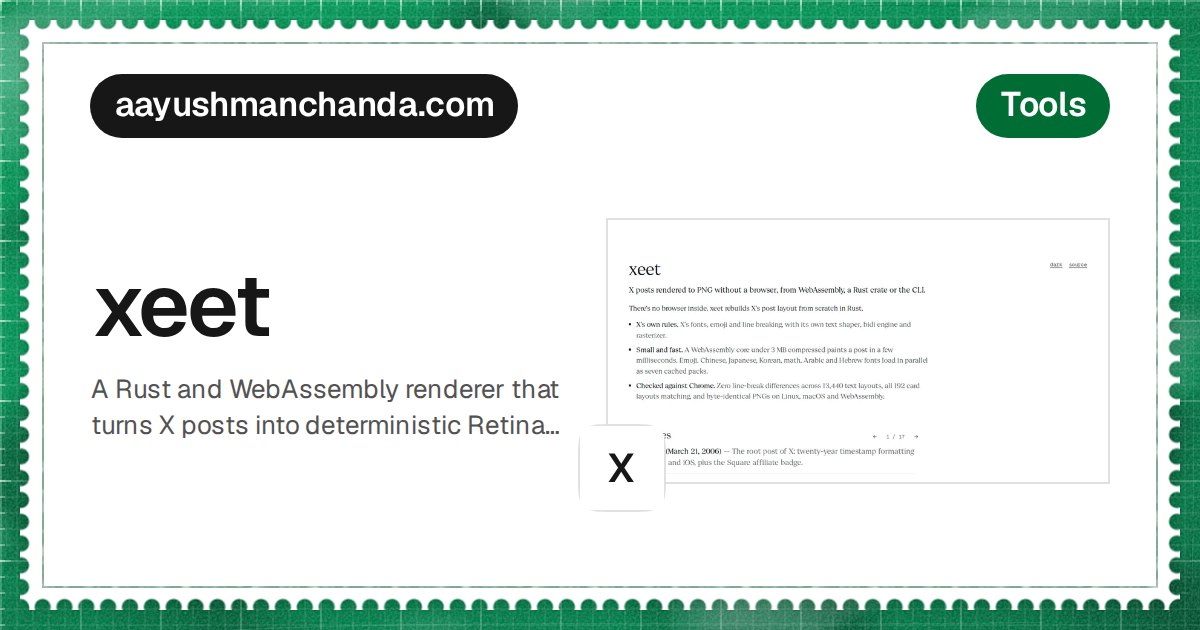 aayushmanchanda.com
Tools
xeet
A Rust and WebAssembly renderer that
turns X posts into deterministic Retina...
xeet
dark source
X posts rendered to PNG without a browser, from WebAssembly, a Rust crate or the CLI.
There's no browser inside. xeet rebuilds X's post layout from scratch in Rust.
• X's own rules. X's fonts, emoji and line breaking, with its own text shaper, bidi engine and
rasterizer.
• Small and fast. A WebAssembly core under 3 MB compressed paints a post in a few
milliseconds. Emoji, Chinese, Japanese, Korean, math, Arabic and Hebrew fonts load in parallel
as seven cached packs.
• Checked against Chrome. Zero line-break differences across 13,440 text layouts, all 192 card
layouts matching and byte-identical PNGs on Linux, macOS and WebAssembly.
← 1 / 17 →
(March 21, 2006) — The root post of X: twenty-year timestamp formatting
and iOS, plus the Square affiliate badge.
X